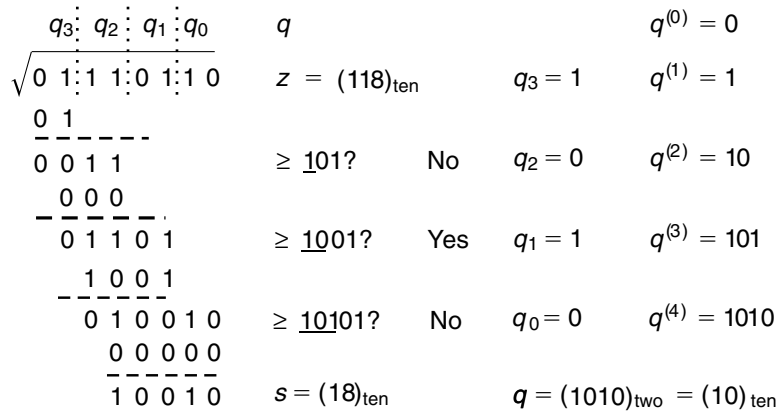 q3 q2 q1 q0 q q(0) = 0
√ 0 1 1 1 0 1 1 0 z = (118)ten q3 = 1 q(1) = 1
0 1
0 0 1 1 ≥ 101? No q2 = 0 q(2) = 10
0 0 0
0 1 1 0 1 ≥ 1001? Yes q1 = 1 q(3) = 101
1 0 0 1
0 1 0 0 1 0 ≥ 10101? No q0 = 0 q(4) = 1010
0 0 0 0 0
1 0 0 1 0 s = (18)ten q = (1010)two = (10)ten